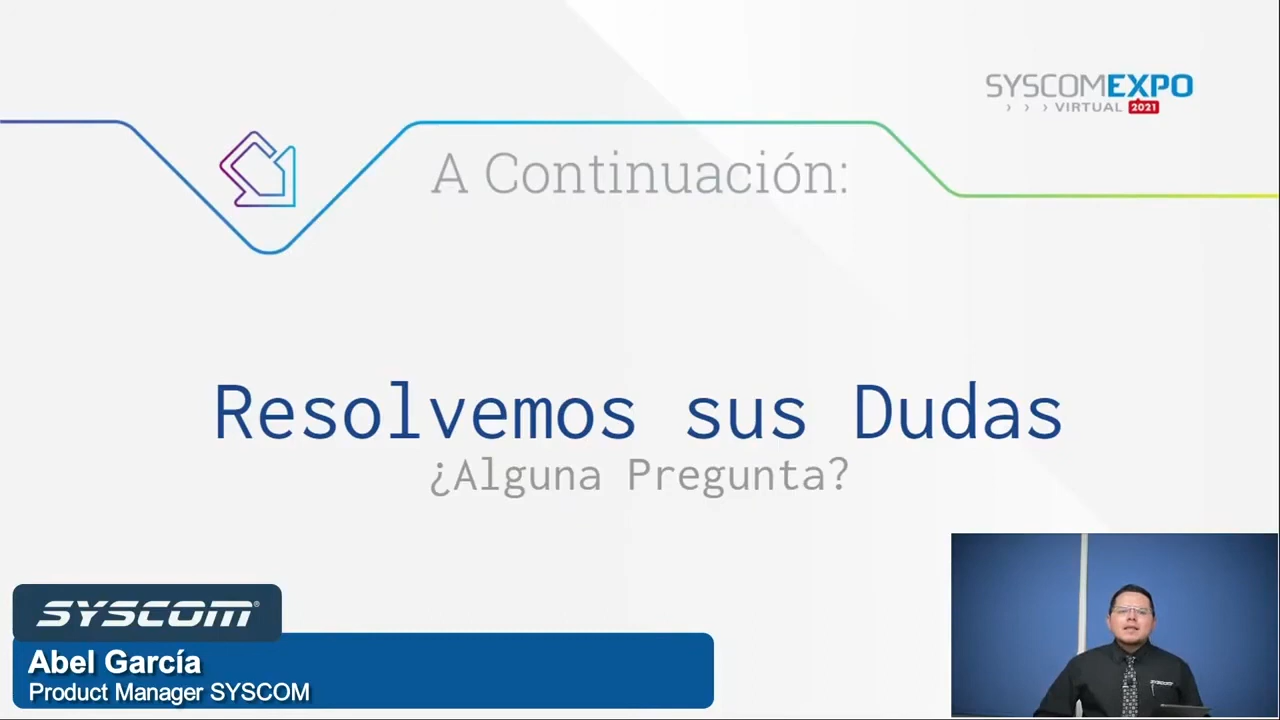 SYSCOMEXPO
VIRTUAL 2021
A Continuación:
Resolvemos sus Dudas
¿Alguna Pregunta?
SYSCOM®
Abel García
Product Manager SYSCOM